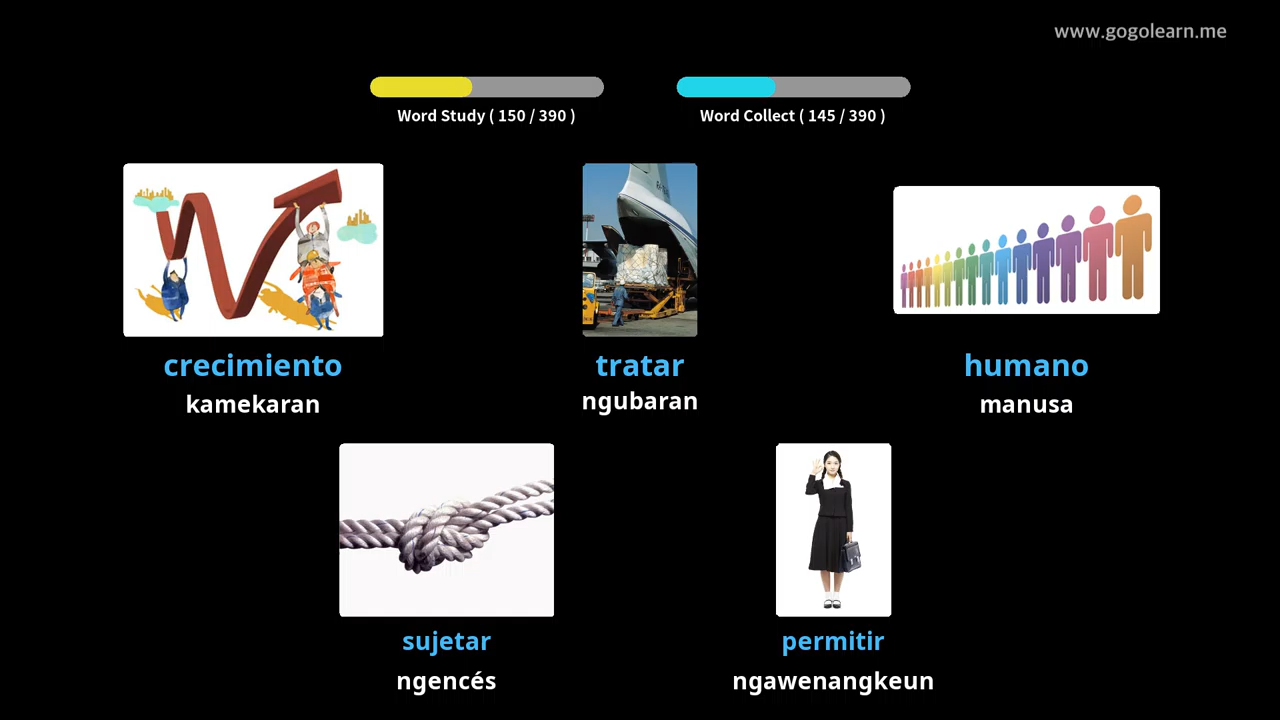 www.gogolearn.me
Word Study ( 150 / 390 )
Word Collect ( 145 / 390 )
crecimiento
kamekaran
tratar
ngubaran
humano
manusa
sujetar
ngencés
permitir
ngawenangkeun